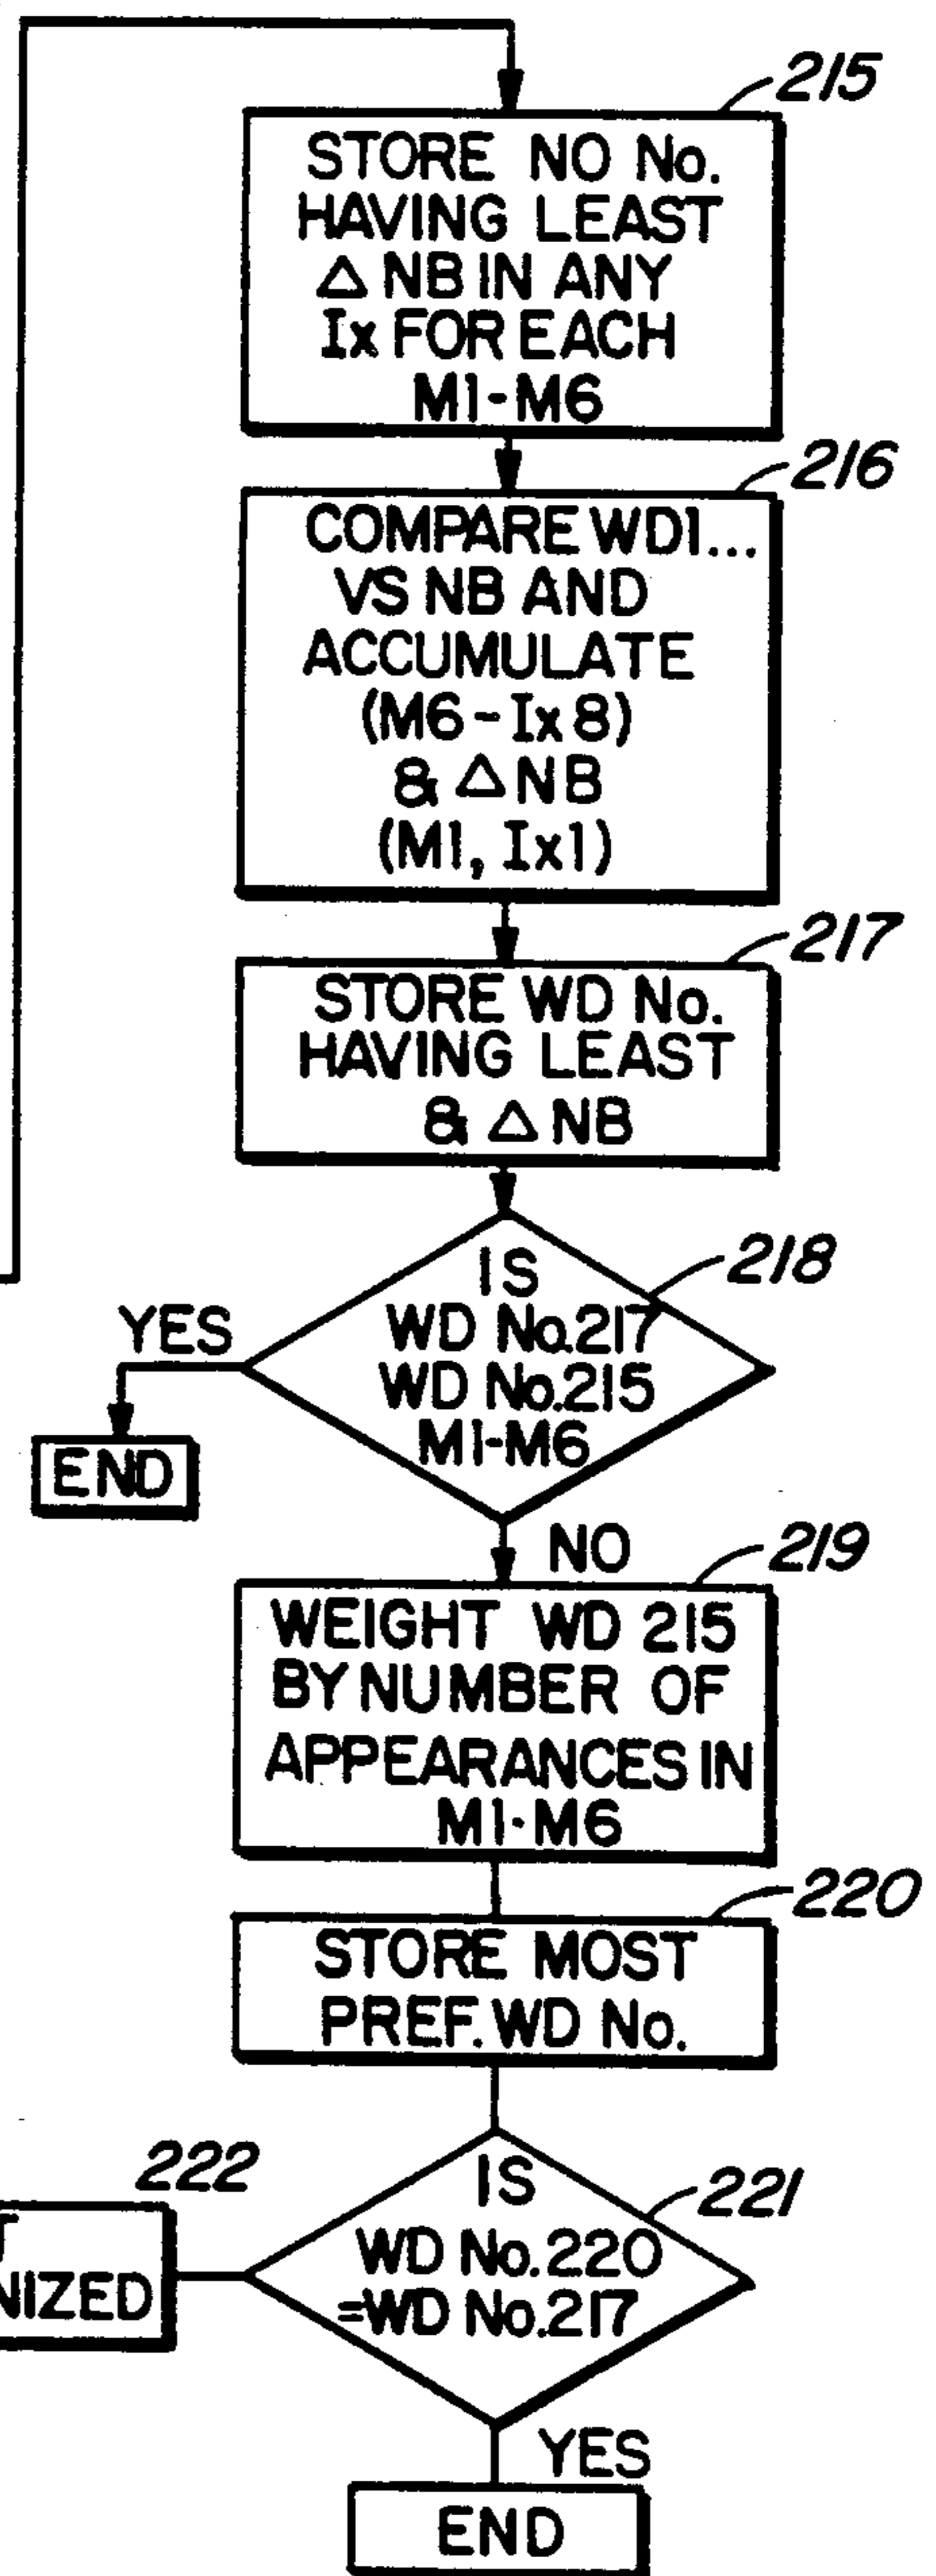 215
STORE NO No.
HAVING LEAST
△ NB IN ANY
Ix FOR EACH
M1-M6
216
COMPARE WD1...
VS NB AND
ACCUMULATE
(M6-Ix8)
& △NB
(M1, Ix1)
217
STORE WD No.
HAVING LEAST
& △ NB
218
IS
WD No.217
WD No.215
M1-M6
YES
END
NO
219
WEIGHT WD 215
BY NUMBER OF
APPEARANCES IN
M1-M6
220
STORE MOST
PREF. WD No.
221
IS
WD No.220
=WD No.217
222
NIZED
YES
END